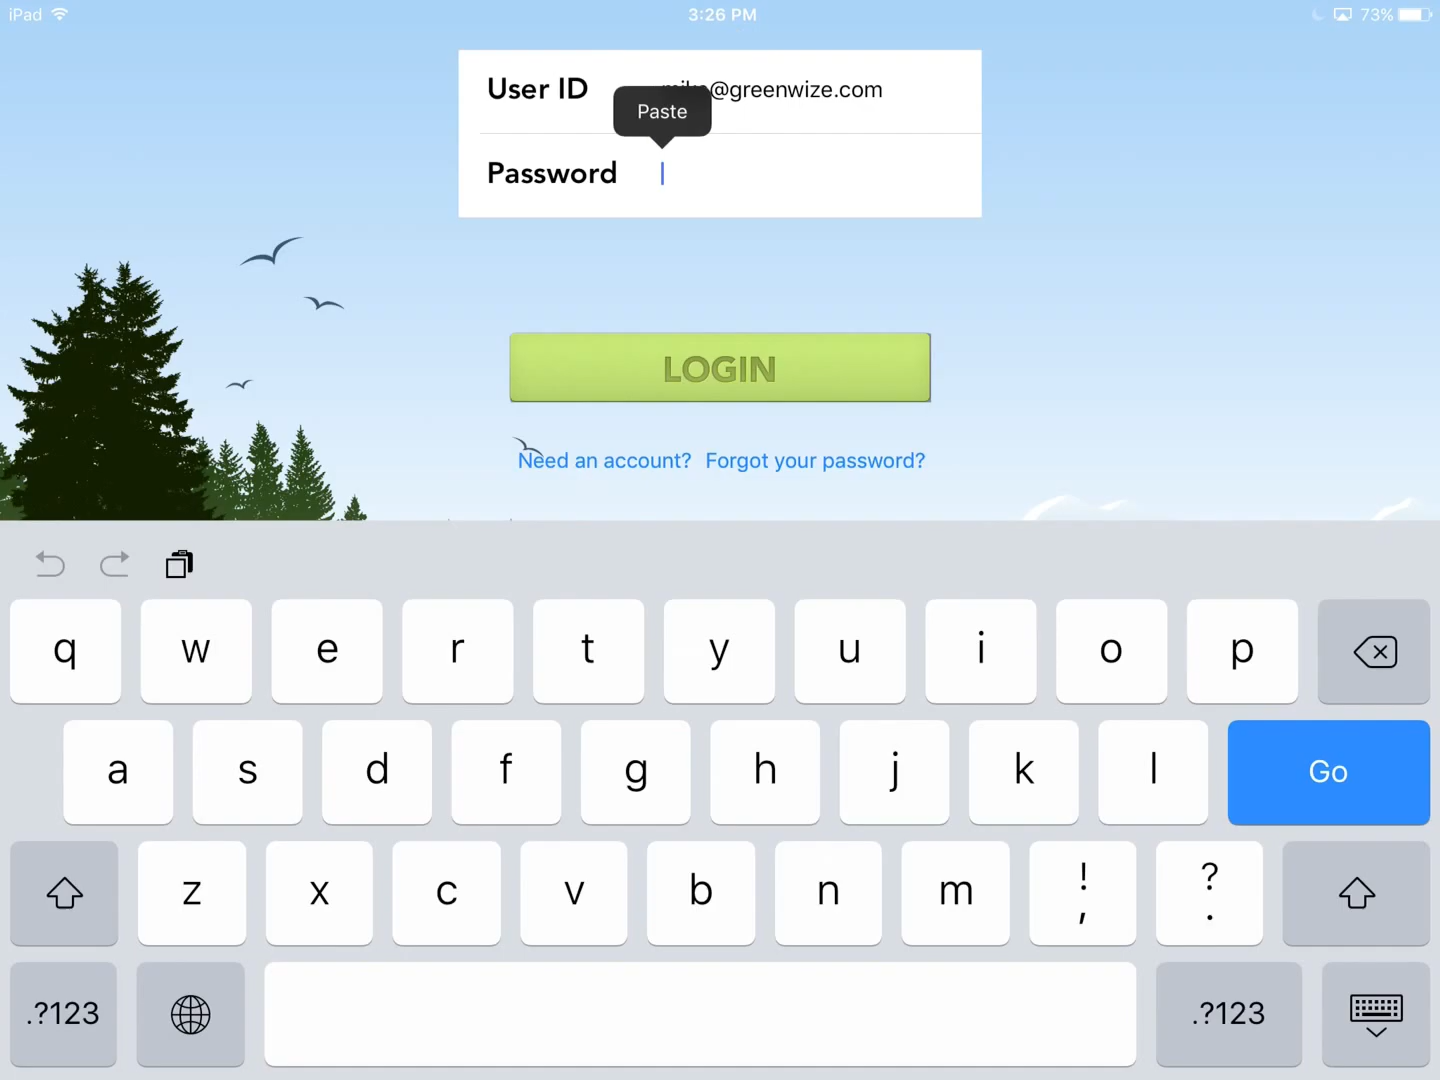 iPad 3:26 PM 73%
User ID @greenwize.com
Paste
Password
LOGIN
Need an account? Forgot your password?
q w e r t y u i o p
a s d f g h j k l Go
z x c v b n m ! , ? .
.?123 .?123